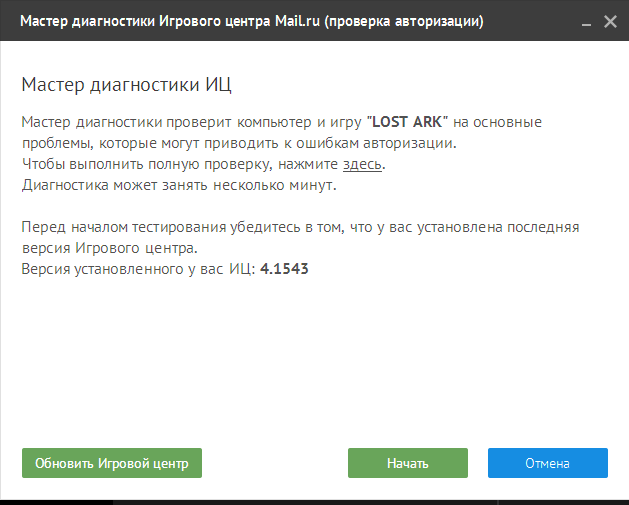 Мастер диагностики Игрового центра Mail.ru (проверка авторизации)
Мастер диагностики ИЦ
Мастер диагностики проверит компьютер и игру "LOST ARK" на основные
проблемы, которые могут приводить к ошибкам авторизации.
Чтобы выполнить полную проверку, нажмите здесь.
Диагностика может занять несколько минут.
Перед началом тестирования убедитесь в том, что у вас установлена последняя
версия Игрового центра.
Версия установленного у вас ИЦ: 4.1543
Обновить Игровой центр
Начать
Отмена